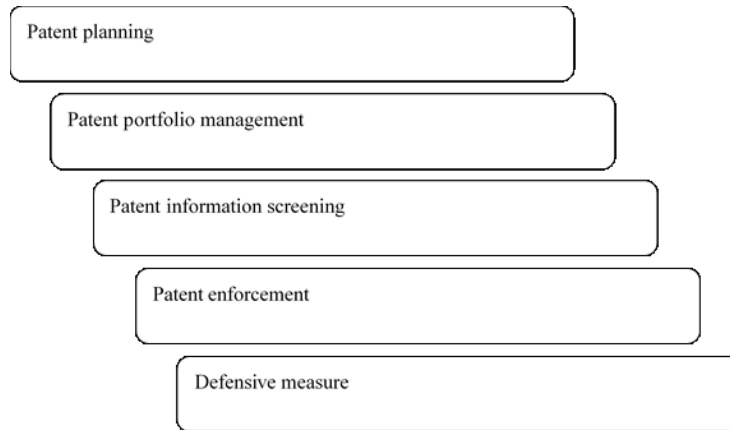 Patent planning
Patent portfolio management
Patent information screening
Patent enforcement
Defensive measure